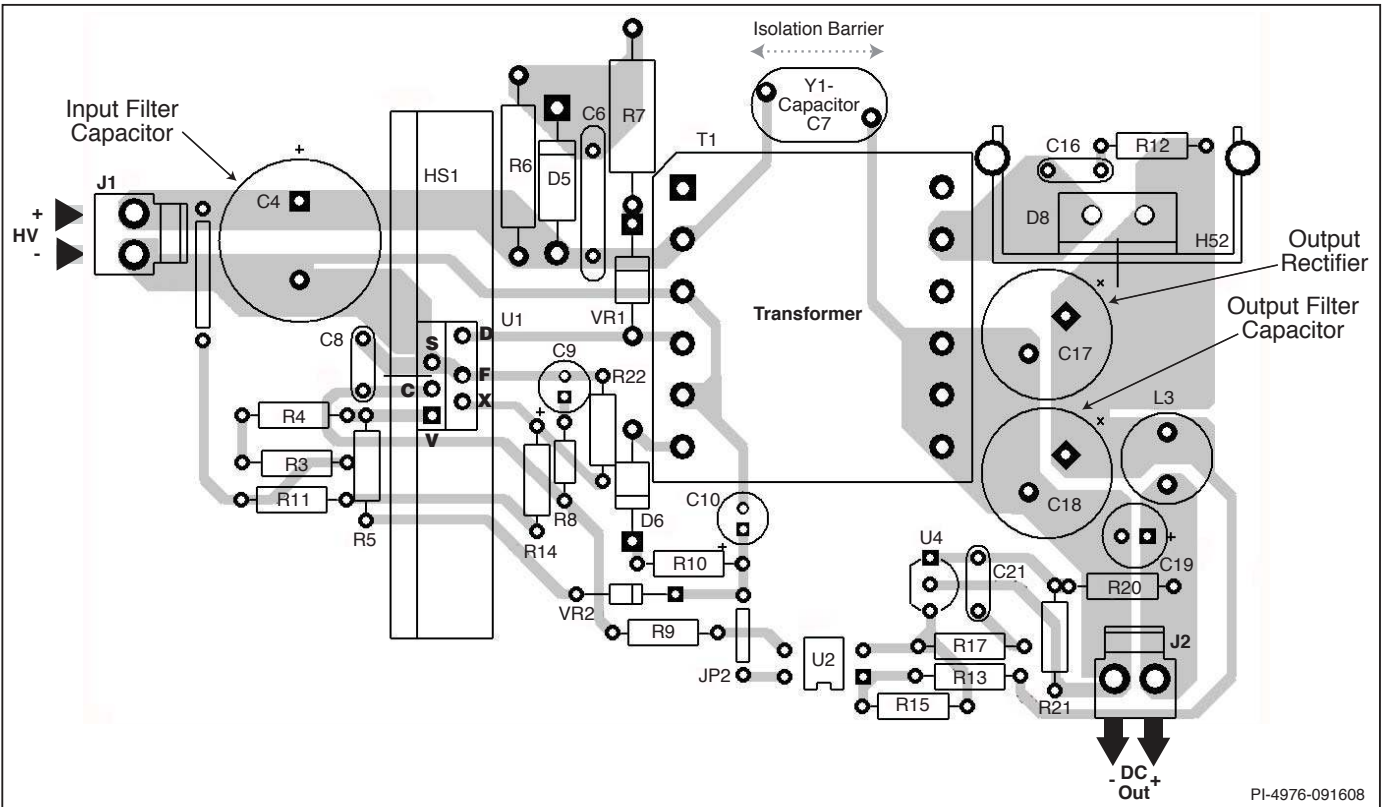 Isolation Barrier
Y1-
Capacitor
C7
Input Filter
Capacitor
+
C4
J1
+
HV
-
HS1
R6
D5
C6
R7
T1
C16
R12
D8
H52
Output
Rectifier
Output Filter
Capacitor
x
C17
Transformer
VR1
U1
D
S
F
C
X
V
C8
C9
+
R22
R4
R3
R11
R5
R14
R8
D6
C10
+
R10
VR2
R9
JP2
U2
U4
C21
R17
R13
R15
R21
R20
x
C18
L3
+
C19
J2
- DC +
Out
PI-4976-091608